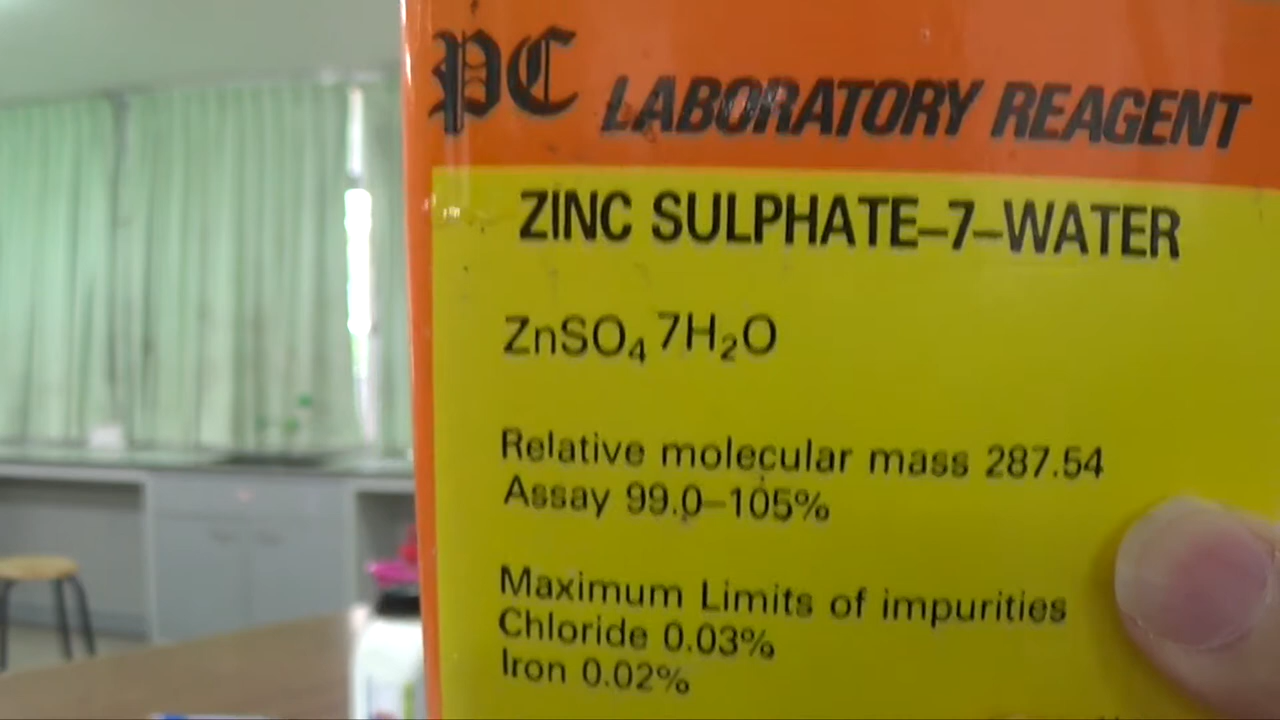 PC LABORATORY REAGENT
ZINC SULPHATE–7–WATER
ZnSO₄ 7H₂O
Relative molecular mass 287.54
Assay 99.0–105%
Maximum Limits of impurities
Chloride 0.03%
Iron 0.02%